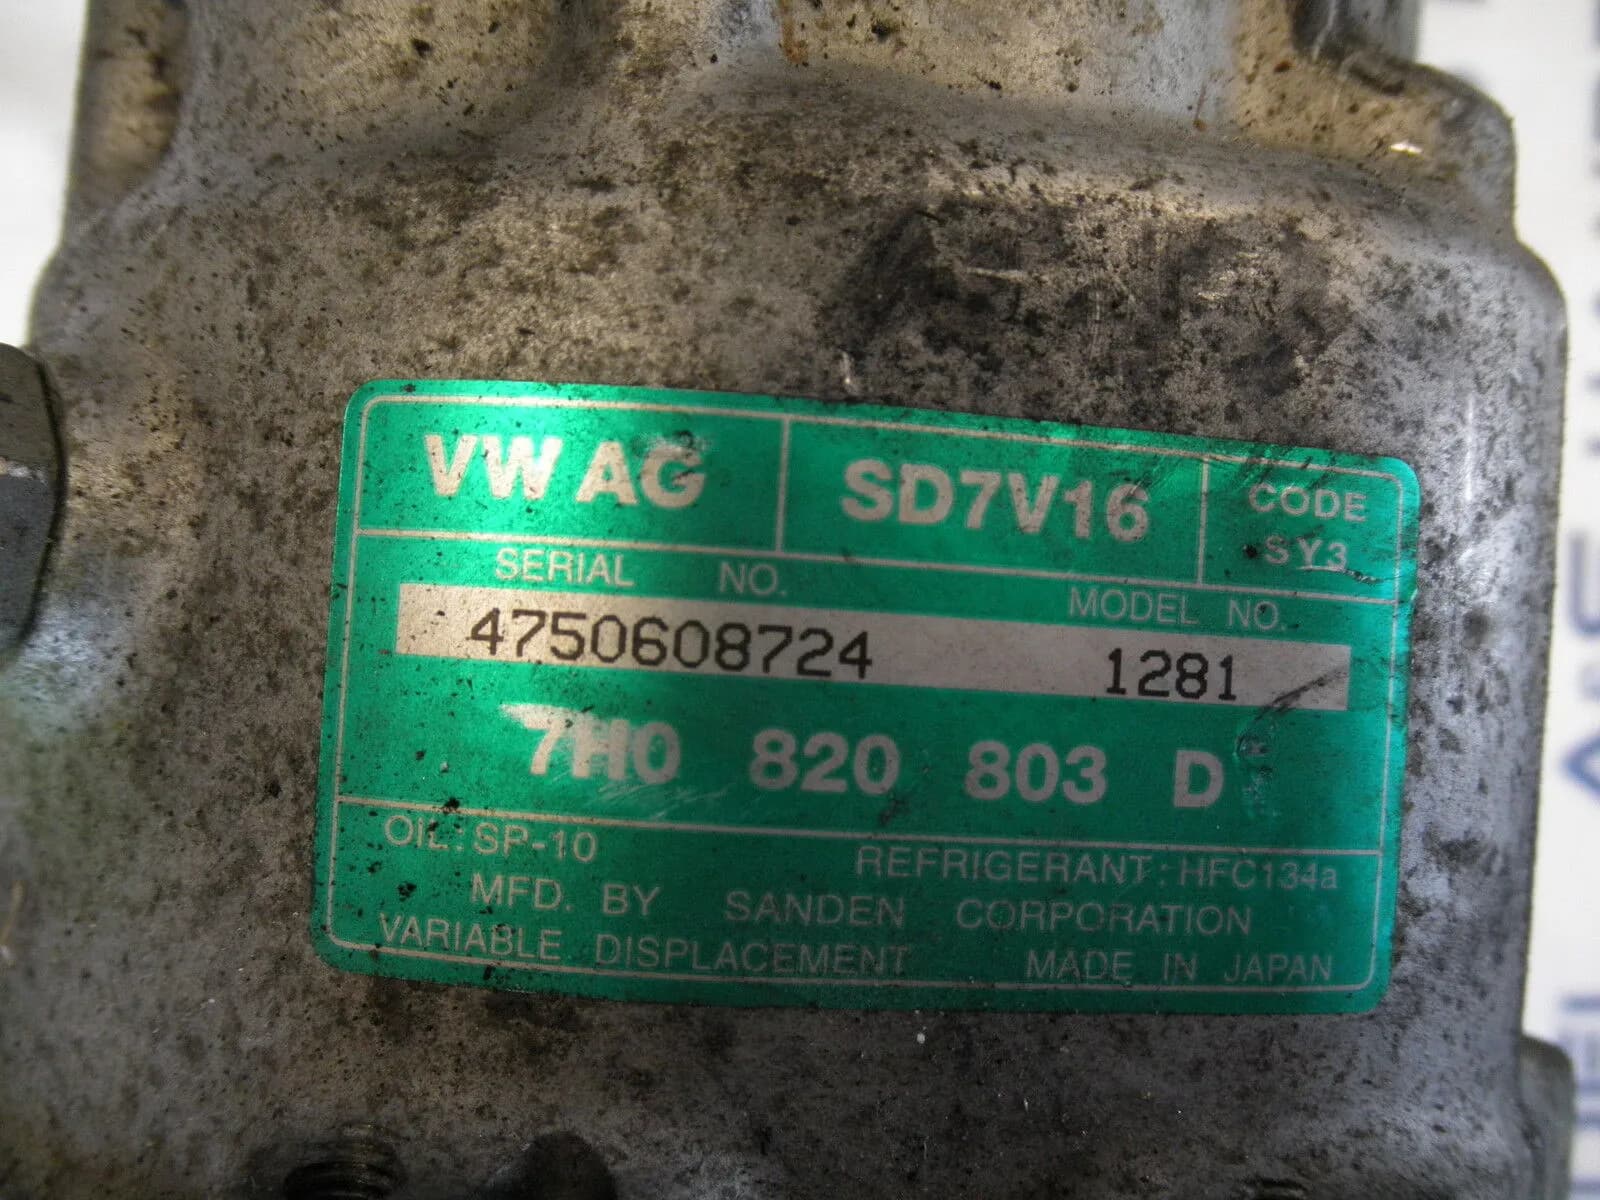 VW AG SD7V16 CODE SY3
SERIAL NO. MODEL NO.
4750608724 1281
7H0 820 803 D
OIL:SP-10 REFRIGERANT:HFC134a
MFD. BY SANDEN CORPORATION
VARIABLE DISPLACEMENT MADE IN JAPAN